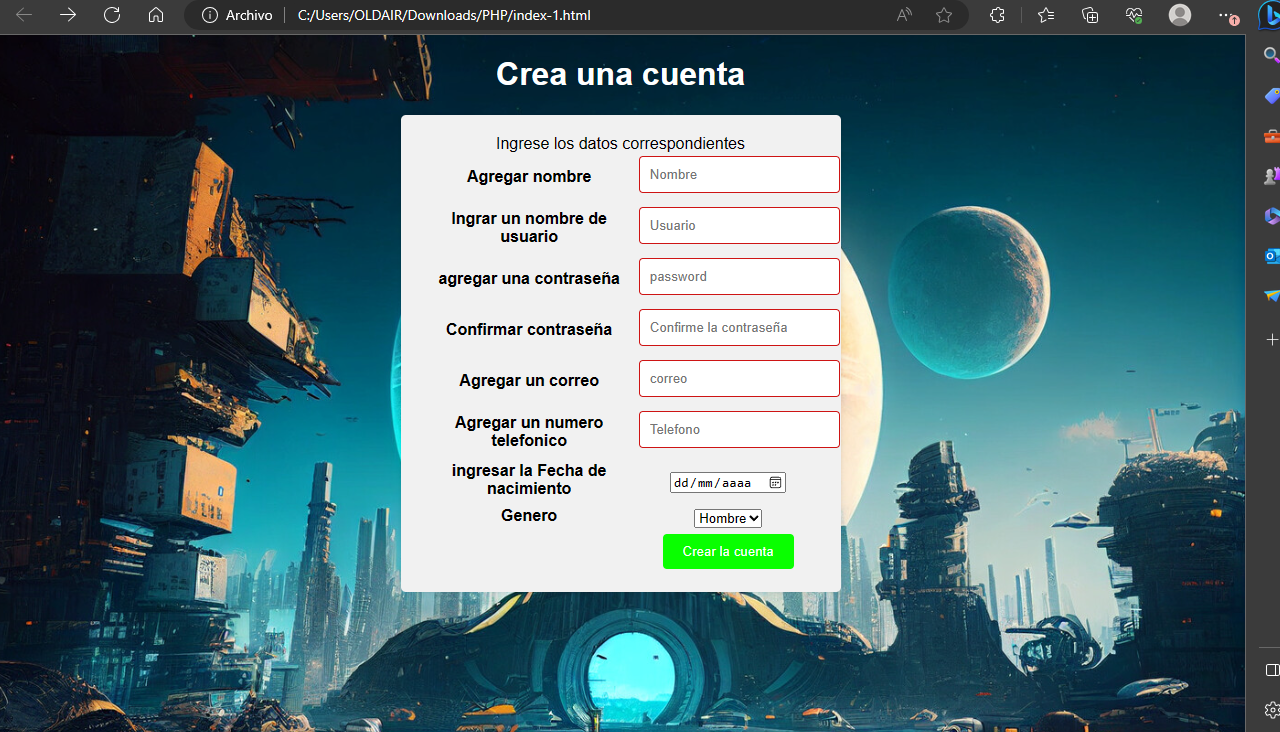 Archivo C:/Users/OLDAIR/Downloads/PHP/index-1.html
Crea una cuenta
Ingrese los datos correspondientes
Agregar nombre Nombre
Ingrar un nombre de
usuario
Usuario
agregar una contraseña password
Confirmar contraseña Confirme la contraseña
Agregar un correo correo
Agregar un numero
telefonico
Telefono
ingresar la Fecha de
nacimiento
dd/mm/aaaa
Genero Hombre
Crear la cuenta